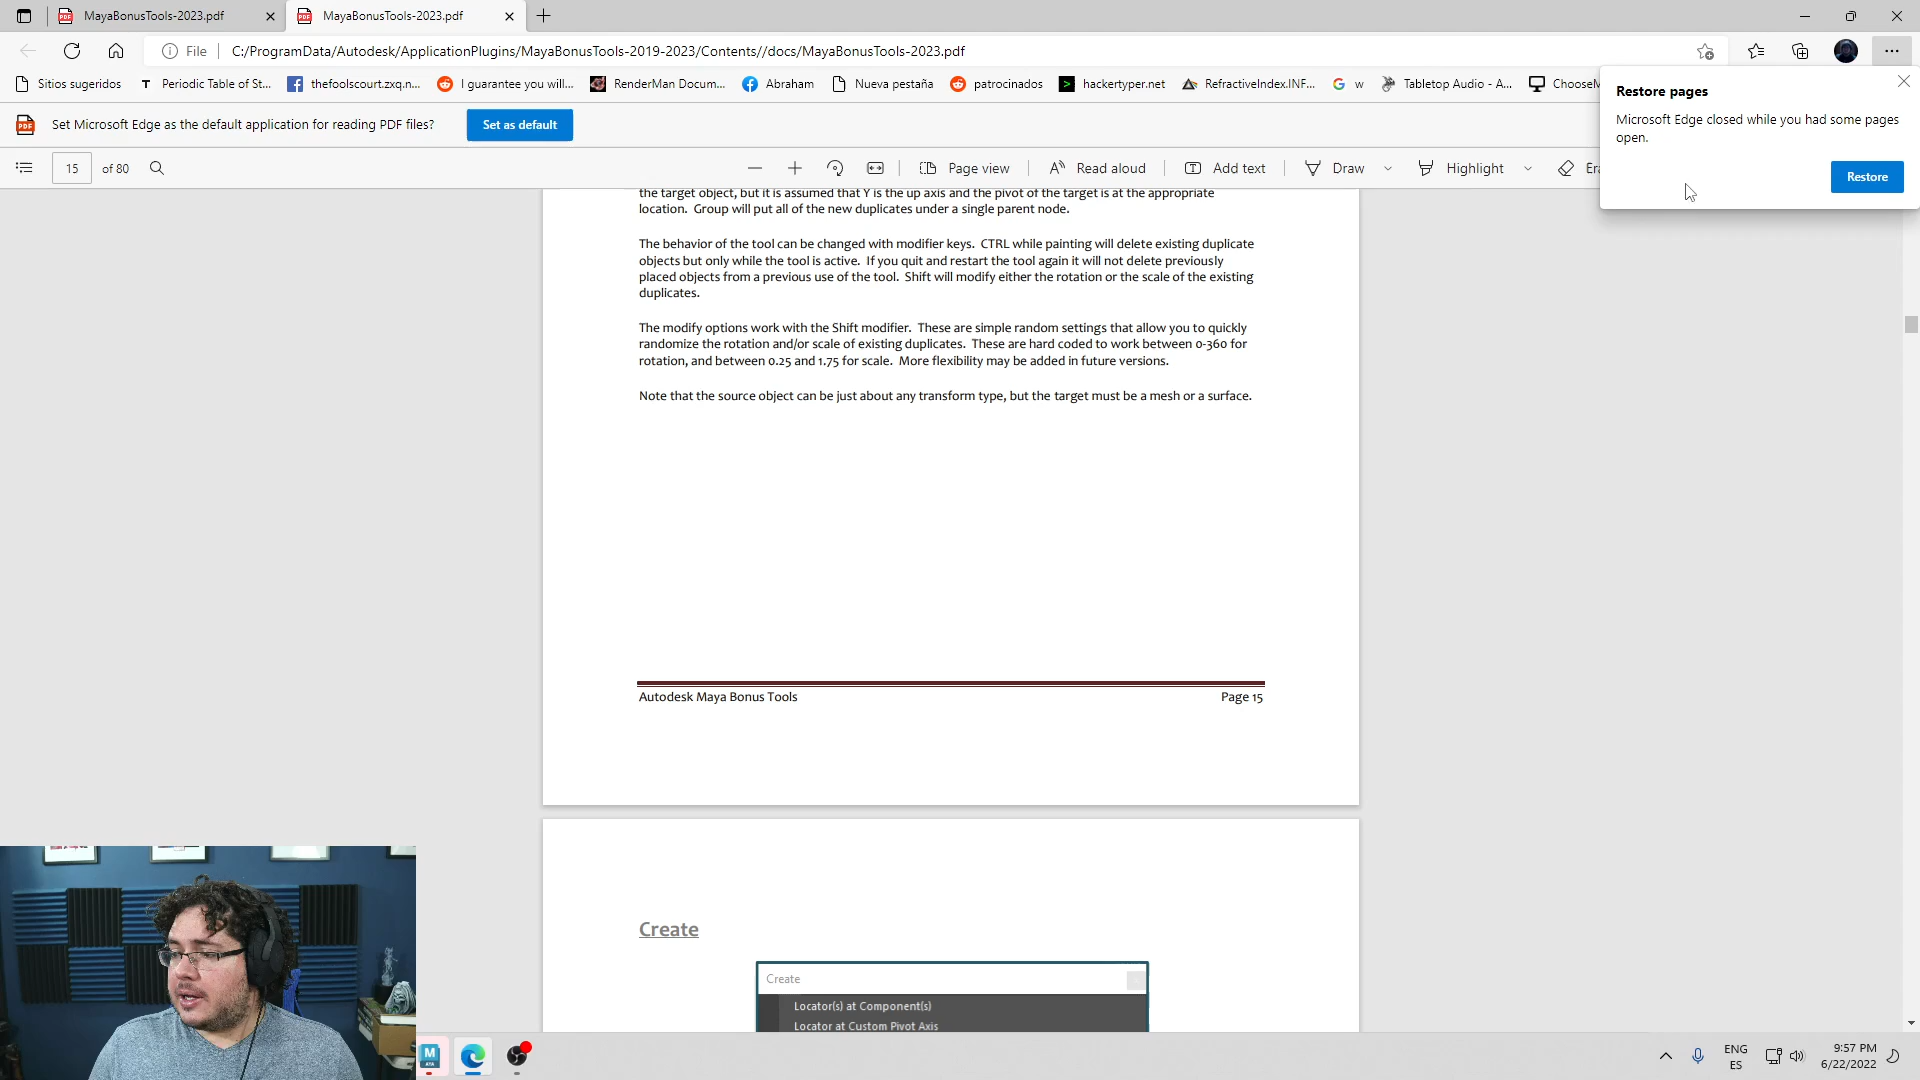 MayaBonusTools-2023.pdf
MayaBonusTools-2023.pdf
File
C:/ProgramData/Autodesk/ApplicationPlugins/MayaBonusTools-2019-2023/Contents//docs/MayaBonusTools-2023.pdf
Sitios sugeridos
Periodic Table of St...
thefoolscourt.zxq.n...
I guarantee you will...
RenderMan Docum...
Abraham
Nueva pestaña
patrocinados
hackertyper.net
RefractiveIndex.INF...
w
Tabletop Audio - A...
ChooseM
Set Microsoft Edge as the default application for reading PDF files?
Set as default
Restore pages
Microsoft Edge closed while you had some pages
open.
Restore
15
of 80
Page view
Read aloud
Add text
Draw
Highlight
Era
the target object, but it is assumed that Y is the up axis and the pivot of the target is at the appropriate
location. Group will put all of the new duplicates under a single parent node.
The behavior of the tool can be changed with modifier keys. CTRL while painting will delete existing duplicate
objects but only while the tool is active. If you quit and restart the tool again it will not delete previously
placed objects from a previous use of the tool. Shift will modify either the rotation or the scale of the existing
duplicates.
The modify options work with the Shift modifier. These are simple random settings that allow you to quickly
randomize the rotation and/or scale of existing duplicates. These are hard coded to work between 0-360 for
rotation, and between 0.25 and 1.75 for scale. More flexibility may be added in future versions.
Note that the source object can be just about any transform type, but the target must be a mesh or a surface.
Autodesk Maya Bonus Tools
Page 15
Create
Create
Locator(s) at Component(s)
Locator at Custom Pivot Axis
ENG
ES
9:57 PM
6/22/2022